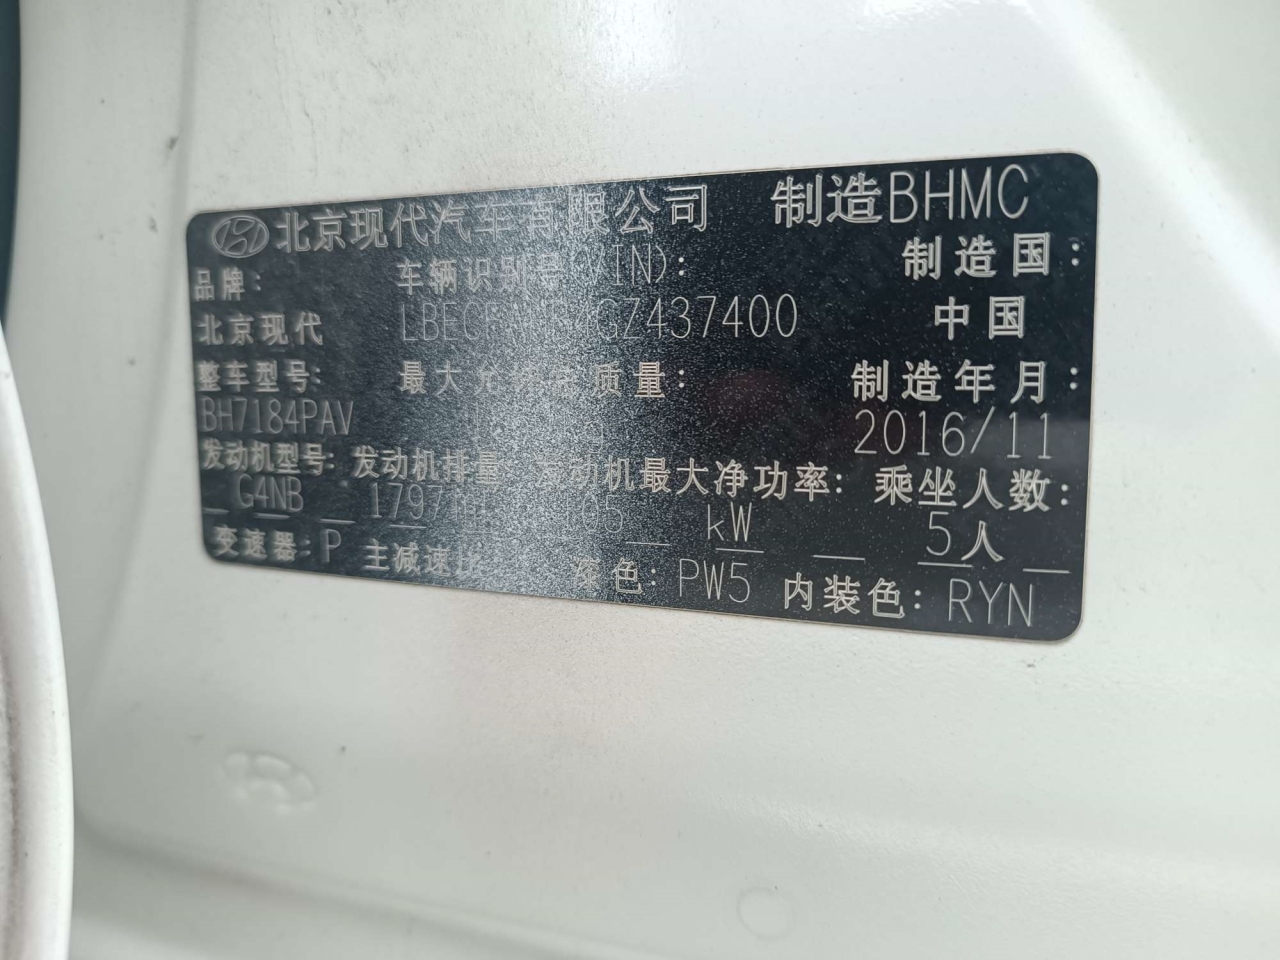 北京现代汽车有限公司 制造BHMC
品牌: 车辆识别号(VIN): 制造国:
北京现代 中国
整车型号: 最大允许总质量: 制造年月:
BH7184PAV 2016/11
发动机型号: 发动机排量 发动机最大净功率: 乘坐人数:
G4NB 1797 kW 5人
变速器:P 主减速比 漆色:PW5 内装色:RYN